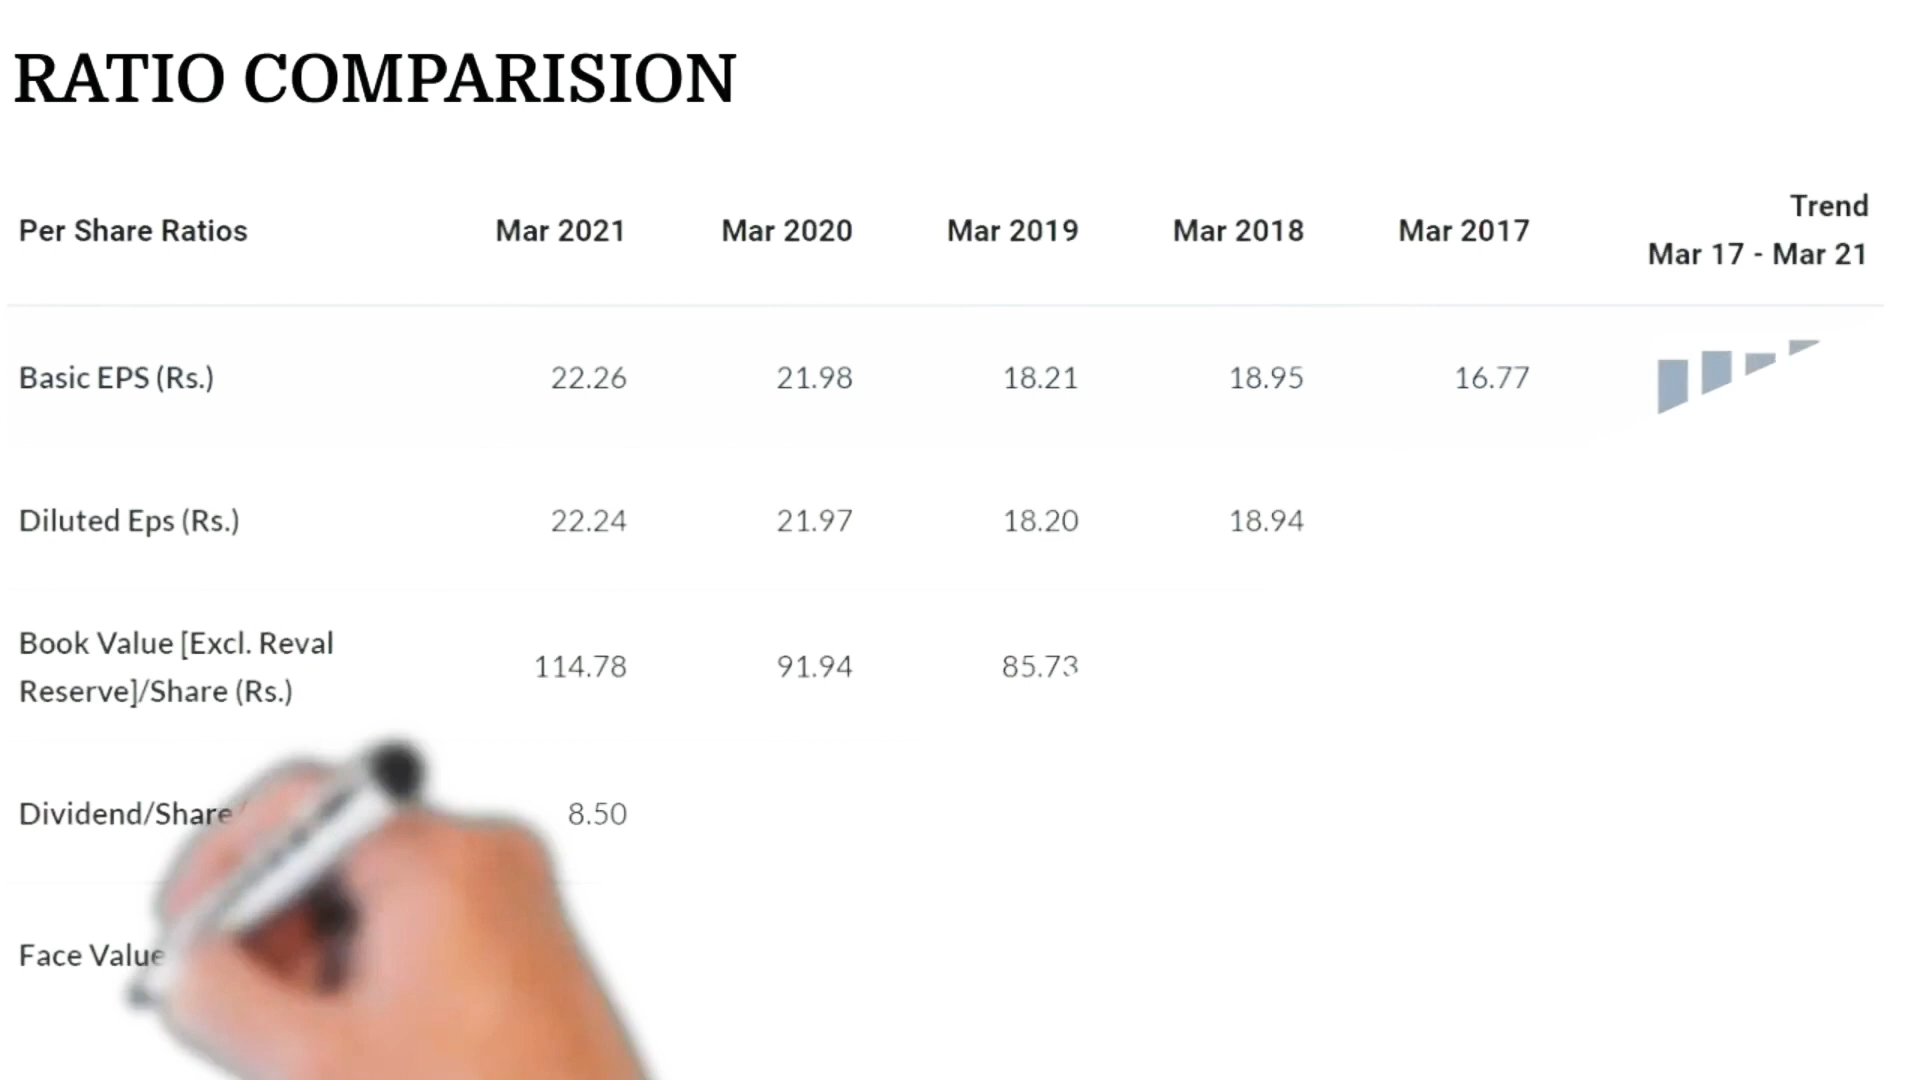 RATIO COMPARISION
Trend
Per Share Ratios Mar 2021 Mar 2020 Mar 2019 Mar 2018 Mar 2017
Mar 17 - Mar 21
Basic EPS (Rs.) 22.26 21.98 18.21 18.95 16.77
Diluted Eps (Rs.) 22.24 21.97 18.20 18.94
Book Value [Excl. Reval
114.78 91.94 85.73
Reserve]/Share (Rs.)
Dividend/Share 8.50
Face Value